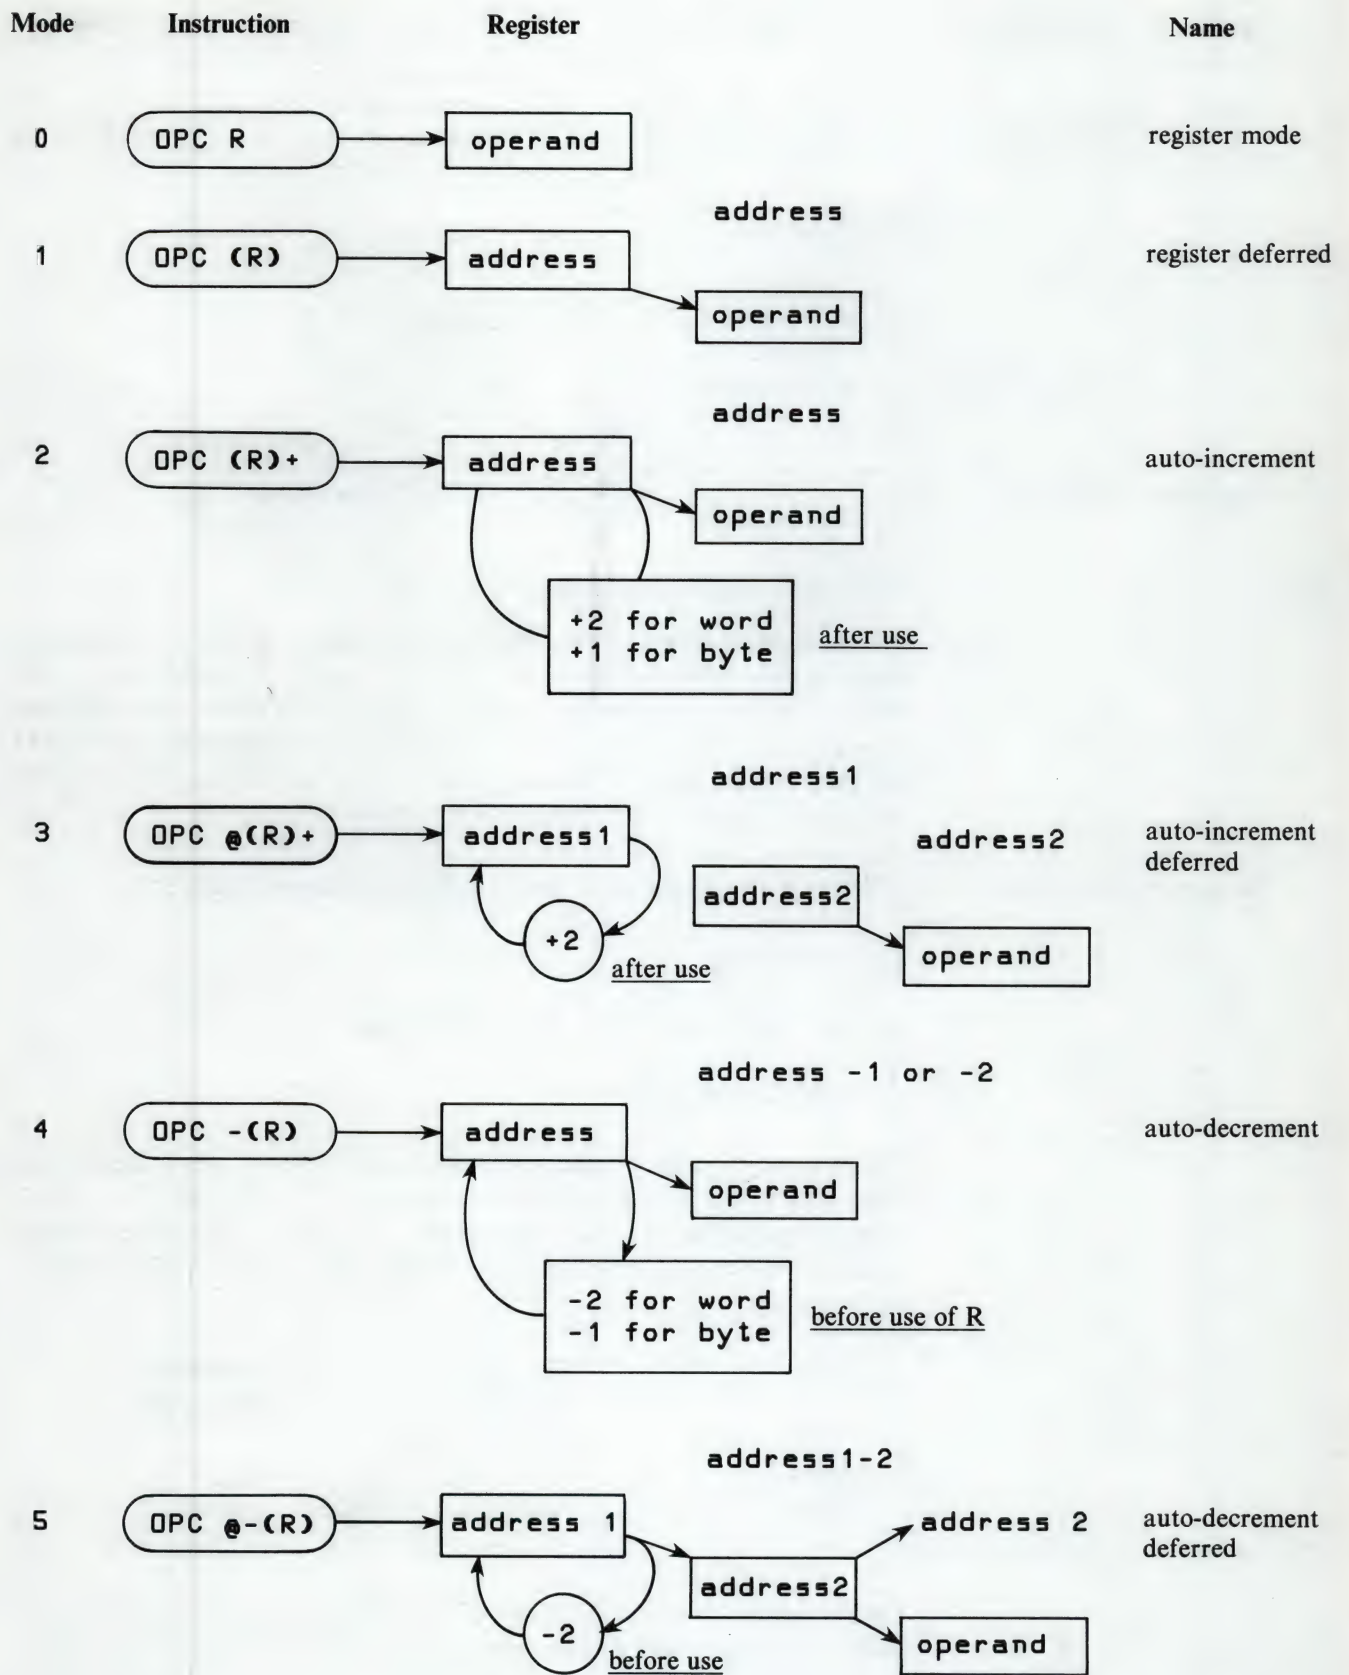 Mode Instruction Register Name
0 OPC R operand register mode
address
1 OPC (R) address register deferred
operand
address
2 OPC (R)+ address auto-increment
operand
+2 for word
+1 for byte
after use
address1
3 OPC @(R)+ address1 address2 auto-increment
deferred
address2
+2 operand
after use
address -1 or -2
4 OPC -(R) address auto-decrement
operand
-2 for word
-1 for byte
before use of R
address1-2
5 OPC @-(R) address 1 address 2 auto-decrement
deferred
address2
-2 operand
before use